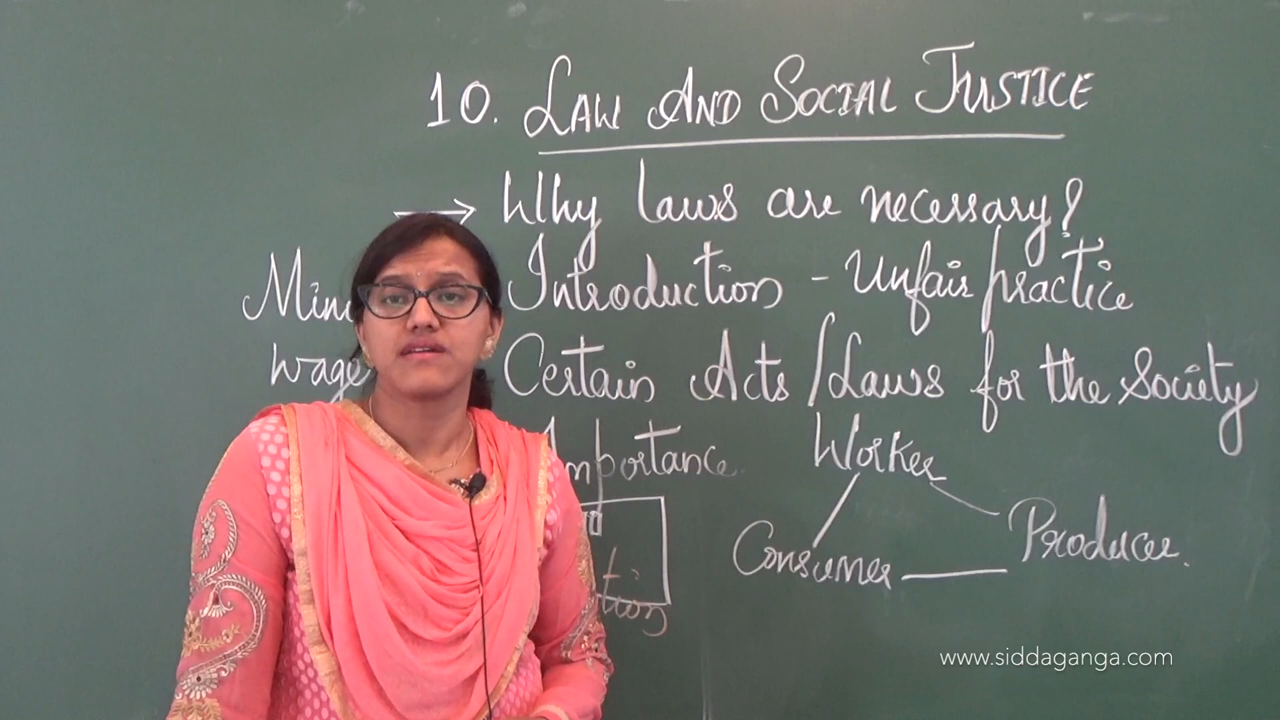 10. LAW AND SOCIAL JUSTICE
→ Why laws are necessary?
Introduction - Unfair practice
Certain Acts/Laws for the Society
Importance
Worker
Consumer
Producer.
www.siddaganga.com